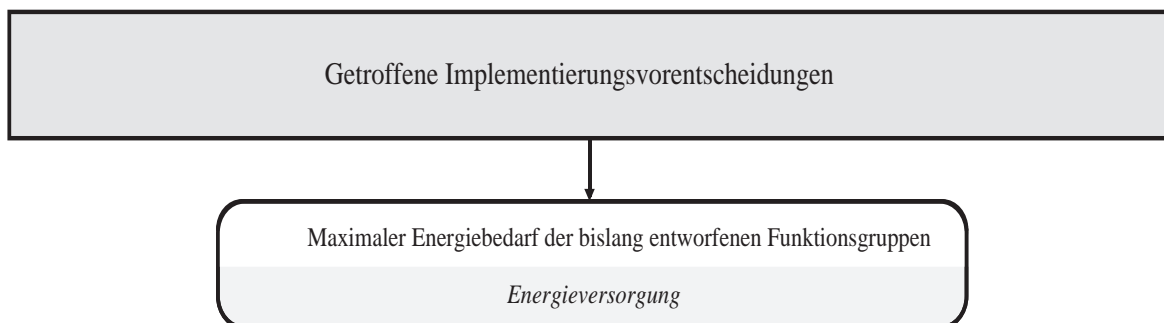 Getroffene Implementierungsvorentscheidungen
Maximaler Energiebedarf der bislang entworfenen Funktionsgruppen
Energieversorgung